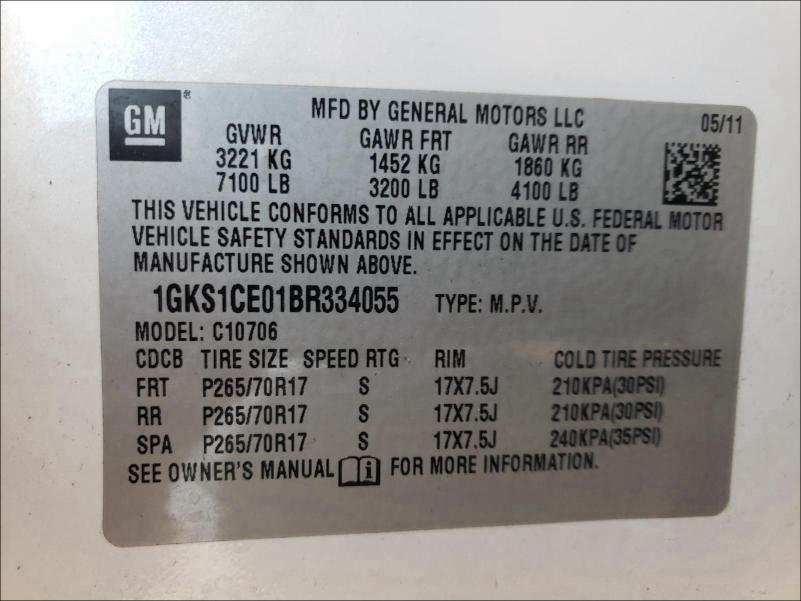 GM ®
MFD BY GENERAL MOTORS LLC 05/11
GVWR GAWR FRT GAWR RR
3221 KG 1452 KG 1860 KG
7100 LB 3200 LB 4100 LB
THIS VEHICLE CONFORMS TO ALL APPLICABLE U.S. FEDERAL MOTOR
VEHICLE SAFETY STANDARDS IN EFFECT ON THE DATE OF
MANUFACTURE SHOWN ABOVE.
1GKS1CE01BR334055 TYPE: M.P.V.
MODEL: C10706
CDCB TIRE SIZE SPEED RTG RIM COLD TIRE PRESSURE
FRT P265/70R17 S 17X7.5J 210KPA(30PSI)
RR P265/70R17 S 17X7.5J 210KPA(30PSI)
SPA P265/70R17 S 17X7.5J 240KPA(35PSI)
SEE OWNER'S MANUAL i FOR MORE INFORMATION.